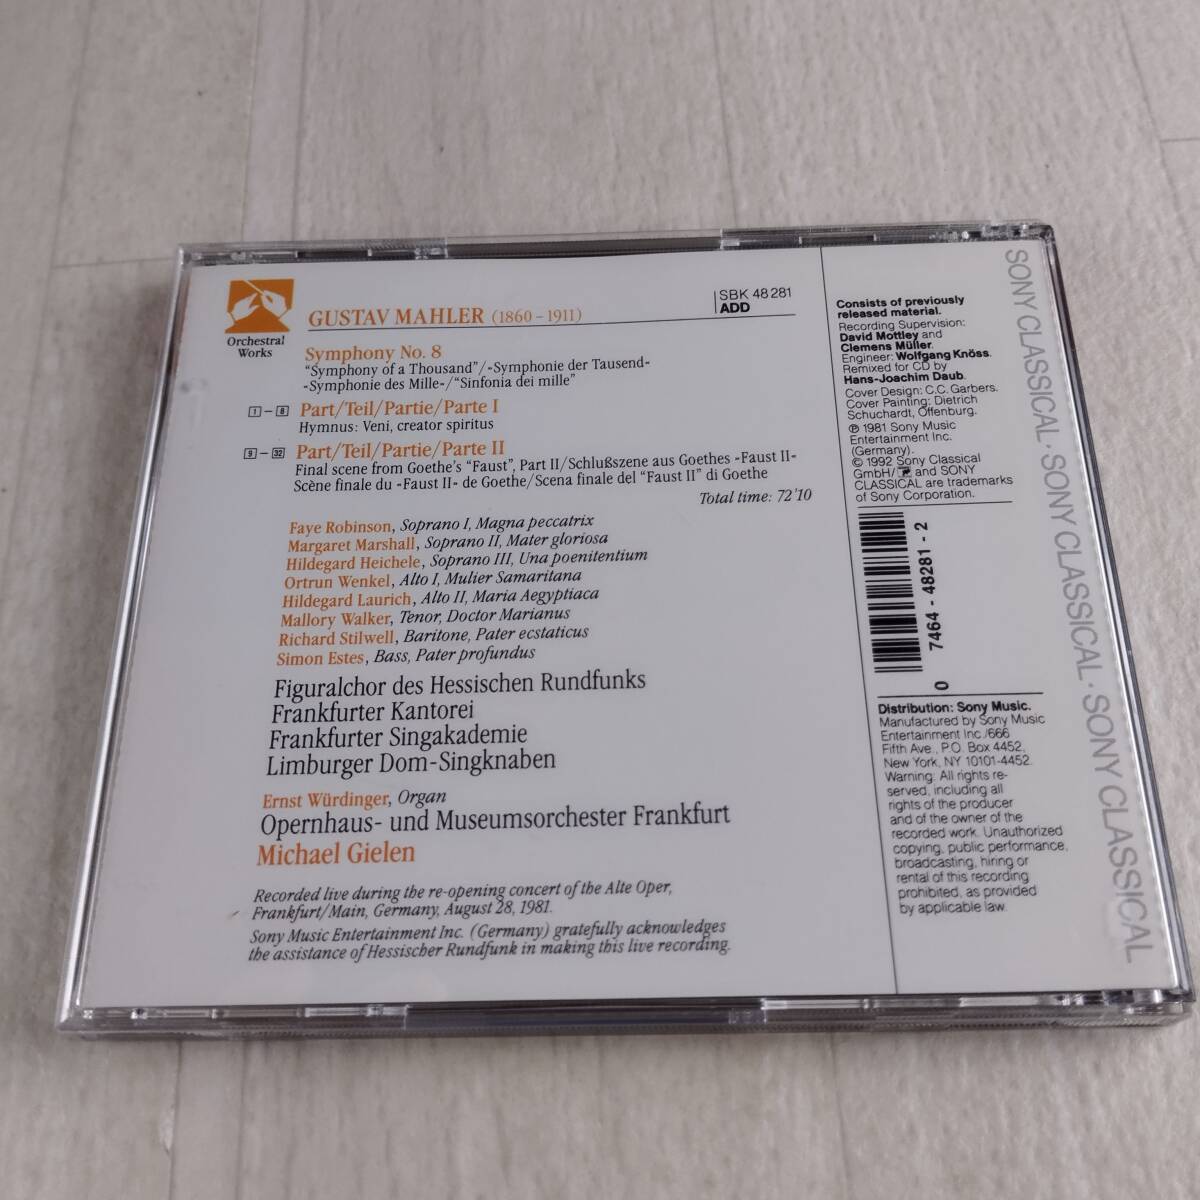 Orchestral
Works
GUSTAV MAHLER (1860 – 1911)
SBK 48281
ADD
Symphony No. 8
"Symphony of a Thousand"/«Symphonie der Tausend»
«Symphonie des Mille»/"Sinfonia dei mille"
1 – 8 Part/Teil/Partie/Parte I
Hymnus: Veni, creator spiritus
9 – 32 Part/Teil/Partie/Parte II
Final scene from Goethe's "Faust", Part II/Schlußszene aus Goethes «Faust II»
Scène finale du «Faust II» de Goethe/Scena finale del "Faust II" di Goethe
Total time: 72'10
Faye Robinson, Soprano I, Magna peccatrix
Margaret Marshall, Soprano II, Mater gloriosa
Hildegard Heichele, Soprano III, Una poenitentium
Ortrun Wenkel, Alto I, Mulier Samaritana
Hildegard Laurich, Alto II, Maria Aegyptiaca
Mallory Walker, Tenor, Doctor Marianus
Richard Stilwell, Baritone, Pater ecstaticus
Simon Estes, Bass, Pater profundus
Figuralchor des Hessischen Rundfunks
Frankfurter Kantorei
Frankfurter Singakademie
Limburger Dom-Singknaben
Ernst Würdinger, Organ
Opernhaus- und Museumsorchester Frankfurt
Michael Gielen
Recorded live during the re-opening concert of the Alte Oper,
Frankfurt/Main, Germany, August 28, 1981.
Sony Music Entertainment Inc. (Germany) gratefully acknowledges
the assistance of Hessischer Rundfunk in making this live recording.
Consists of previously
released material.
Recording Supervision:
David Mottley and
Clemens Müller.
Engineer: Wolfgang Knöss.
Remixed for CD by
Hans-Joachim Daub.
Cover Design: C.C. Garbers.
Cover Painting: Dietrich
Schuchardt, Offenburg.
℗ 1981 Sony Music
Entertainment Inc.
(Germany).
© 1992 Sony Classical
GmbH/ and SONY
CLASSICAL are trademarks
of Sony Corporation.
0 7464 - 48281 - 2
Distribution: Sony Music.
Manufactured by Sony Music
Entertainment Inc./666
Fifth Ave., P.O. Box 4452,
New York, NY 10101-4452.
Warning: All rights re-
served, including all
rights of the producer
and of the owner of the
recorded work. Unauthorized
copying, public performance,
broadcasting, hiring or
rental of this recording
prohibited, as provided
by applicable law.
SONY CLASSICAL · SONY CLASSICAL · SONY CLASSICAL